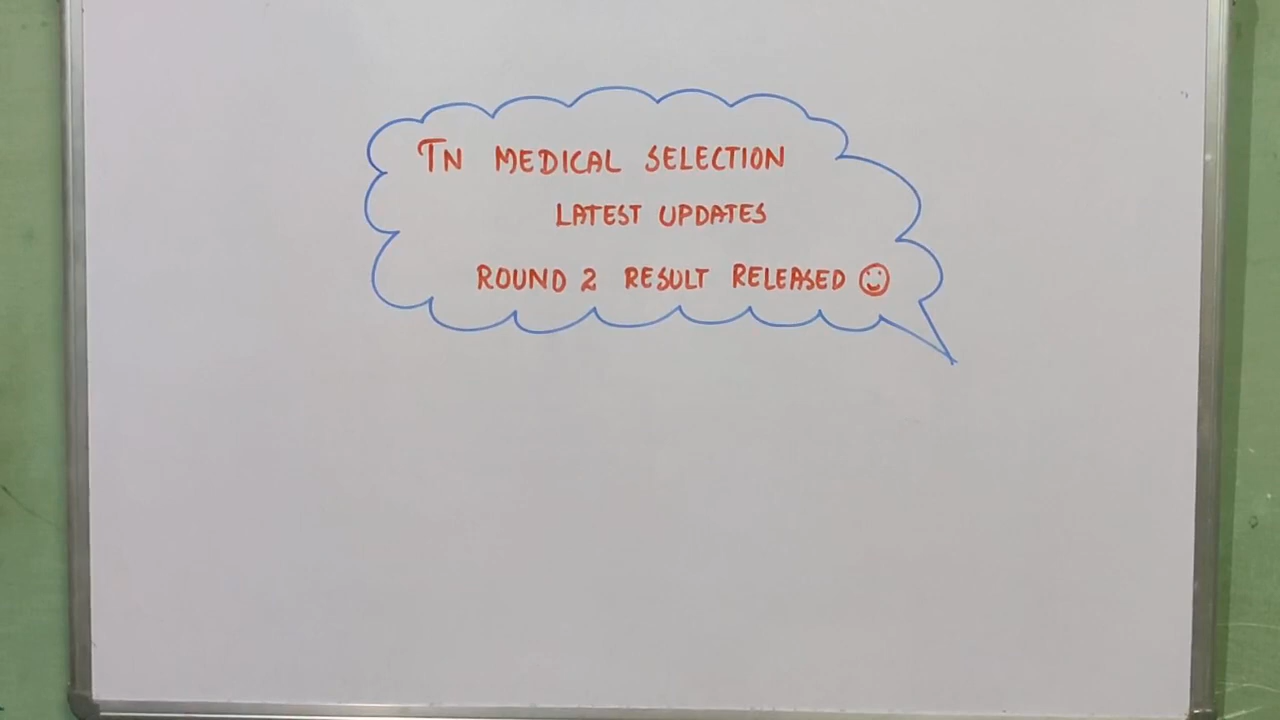 TN MEDICAL SELECTION
LATEST UPDATES
ROUND 2 RESULT RELEASED ☺